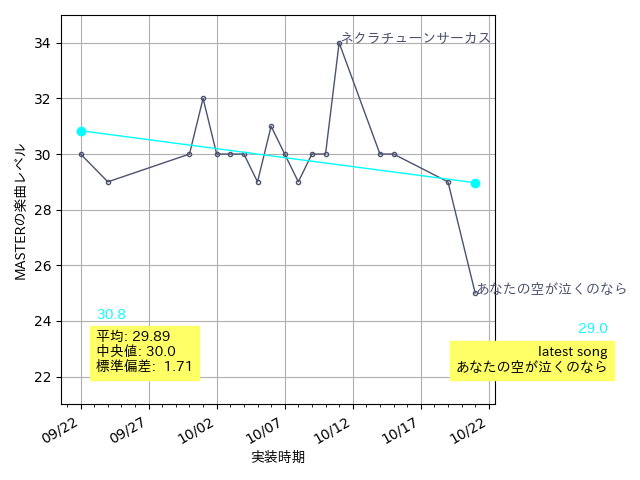 34
ネクラチューンサーカス
32
30
28
26
24
22
MASTERの楽曲レベル
あなたの空が泣くのなら
30.8
平均: 29.89
中央値: 30.0
標準偏差: 1.71
29.0
latest song
あなたの空が泣くのなら
09/22
09/27
10/02
10/07
10/12
10/17
10/22
実装時期